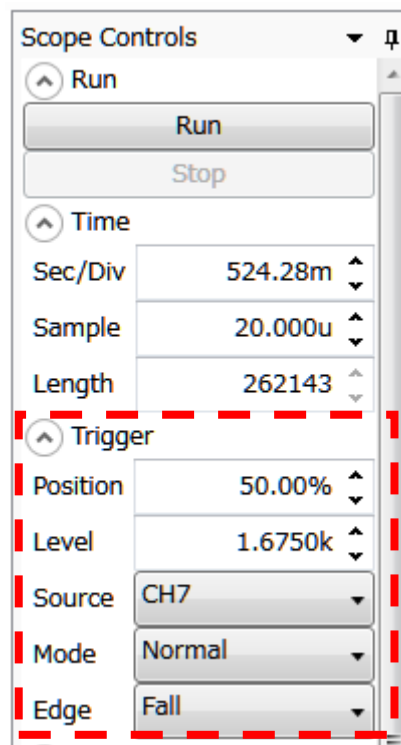 Scope Controls
Run
Run
Stop
Time
Sec/Div 524.28m
Sample 20.000u
Length 262143
Trigger
Position 50.00%
Level 1.6750k
Source CH7
Mode Normal
Edge Fall